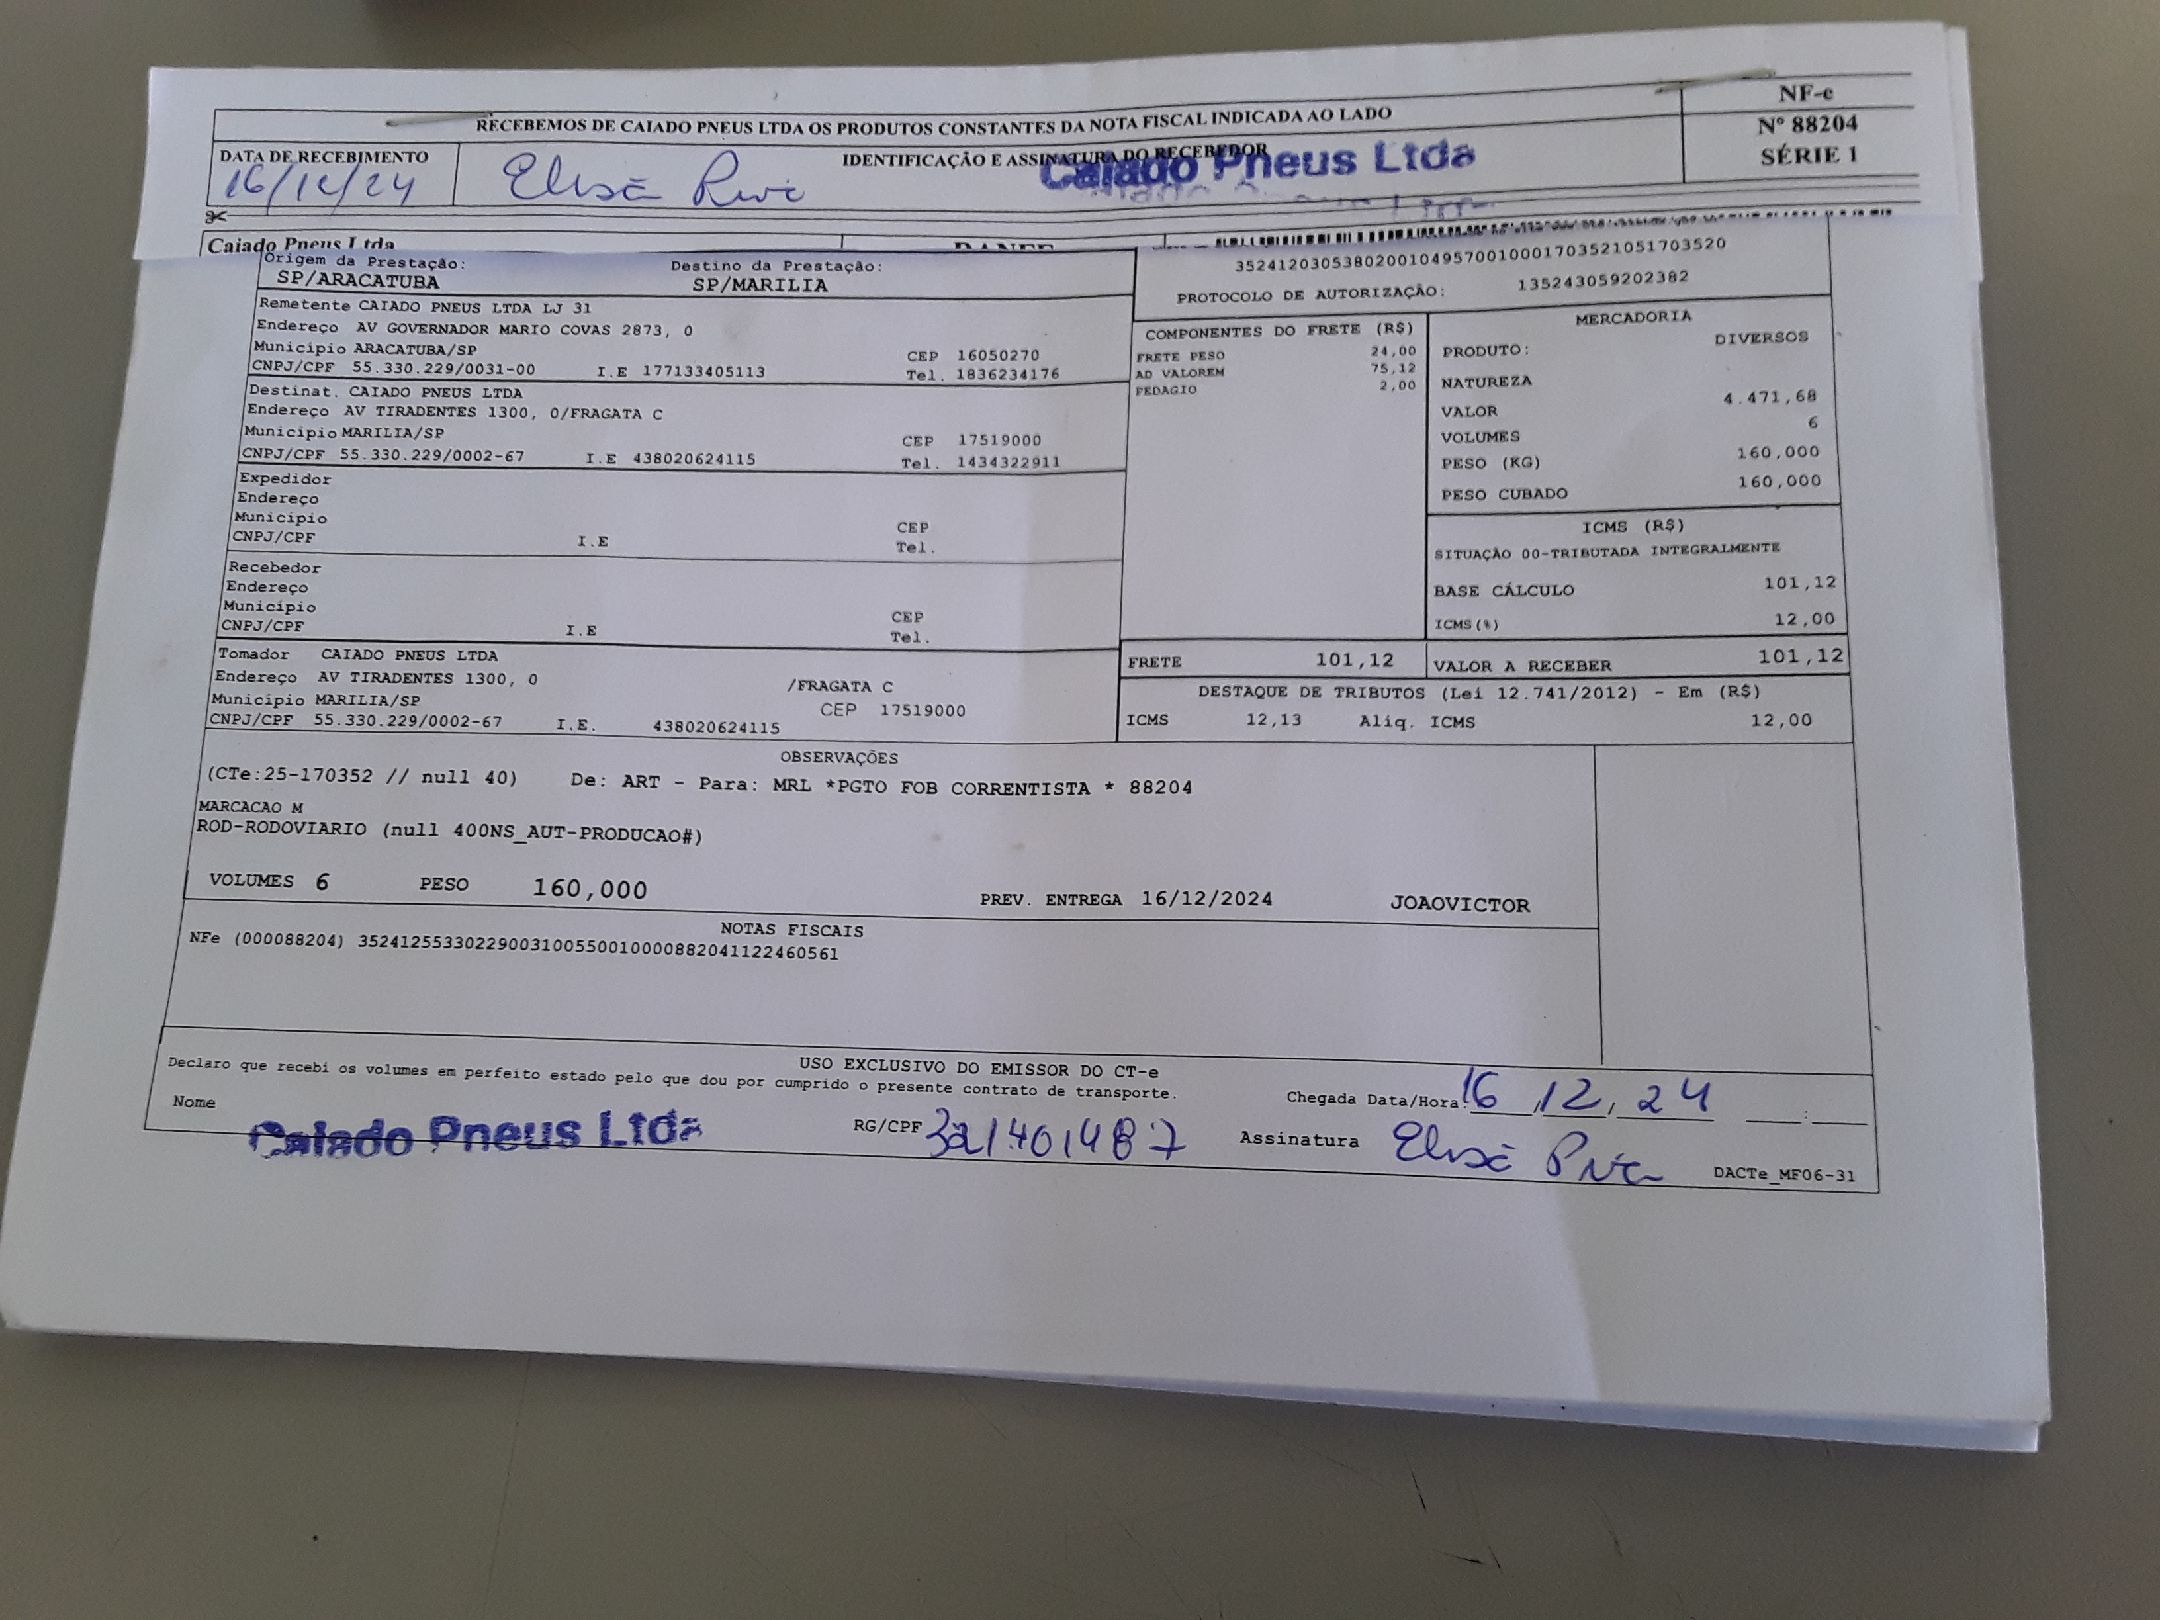 RECEBEMOS DE CAIADO PNEUS LTDA OS PRODUTOS CONSTANTES DA NOTA FISCAL INDICADA AO LADO
NF-e
Nº 88204
SÉRIE 1
DATA DE RECEBIMENTO
16/12/24
IDENTIFICAÇÃO E ASSINATURA DO RECEBEDOR
Caiado Pneus Ltda
Caiado Pneus Ltda
DANFE
Origem da Prestação:
SP/ARACATUBA
Destino da Prestação:
SP/MARILIA
35241203053802001049570010001703521051703520
PROTOCOLO DE AUTORIZAÇÃO: 135243059202382
Remetente CAIADO PNEUS LTDA LJ 31
Endereço AV GOVERNADOR MARIO COVAS 2873, 0
Município ARACATUBA/SP CEP 16050270
CNPJ/CPF 55.330.229/0031-00 I.E 177133405113 Tel. 1836234176
Destinat. CAIADO PNEUS LTDA
Endereço AV TIRADENTES 1300, 0/FRAGATA C
Município MARILIA/SP CEP 17519000
CNPJ/CPF 55.330.229/0002-67 I.E 438020624115 Tel. 1434322911
Expedidor
Endereço
Município CEP
CNPJ/CPF I.E Tel.
Recebedor
Endereço
Município CEP
CNPJ/CPF I.E Tel.
Tomador CAIADO PNEUS LTDA
Endereço AV TIRADENTES 1300, 0 /FRAGATA C
Município MARILIA/SP CEP 17519000
CNPJ/CPF 55.330.229/0002-67 I.E. 438020624115
COMPONENTES DO FRETE (R$)
FRETE PESO 24,00
AD VALOREM 75,12
PEDAGIO 2,00
MERCADORIA
PRODUTO: DIVERSOS
NATUREZA
VALOR 4.471,68
VOLUMES 6
PESO (KG) 160,000
PESO CUBADO 160,000
ICMS (R$)
SITUAÇÃO 00-TRIBUTADA INTEGRALMENTE
BASE CÁLCULO 101,12
ICMS(%) 12,00
FRETE 101,12
VALOR A RECEBER 101,12
DESTAQUE DE TRIBUTOS (Lei 12.741/2012) - Em (R$)
ICMS 12,13 Aliq. ICMS 12,00
OBSERVAÇÕES
(CTe:25-170352 // null 40) De: ART - Para: MRL *PGTO FOB CORRENTISTA * 88204
MARCACAO M
ROD-RODOVIARIO (null 400NS_AUT-PRODUCAO#)
VOLUMES 6 PESO 160,000 PREV. ENTREGA 16/12/2024 JOAOVICTOR
NOTAS FISCAIS
NFe (000088204) 35241255330229003100550010000882041122460561
USO EXCLUSIVO DO EMISSOR DO CT-e
Declaro que recebi os volumes em perfeito estado pelo que dou por cumprido o presente contrato de transporte.
Chegada Data/Hora: 16/12/24 :
Nome Caiado Pneus Ltda
RG/CPF
Assinatura
DACTe_MF06-31